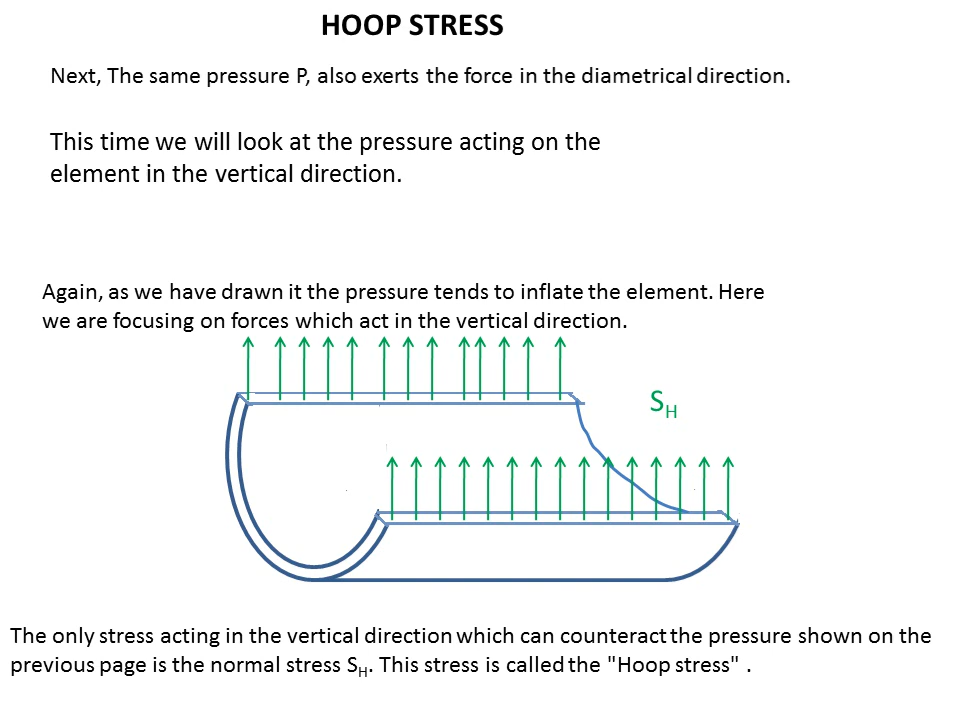 HOOP STRESS
Next, The same pressure P, also exerts the force in the diametrical direction.
This time we will look at the pressure acting on the
element in the vertical direction.
Again, as we have drawn it the pressure tends to inflate the element. Here
we are focusing on forces which act in the vertical direction.
SH
The only stress acting in the vertical direction which can counteract the pressure shown on the
previous page is the normal stress SH. This stress is called the "Hoop stress" .